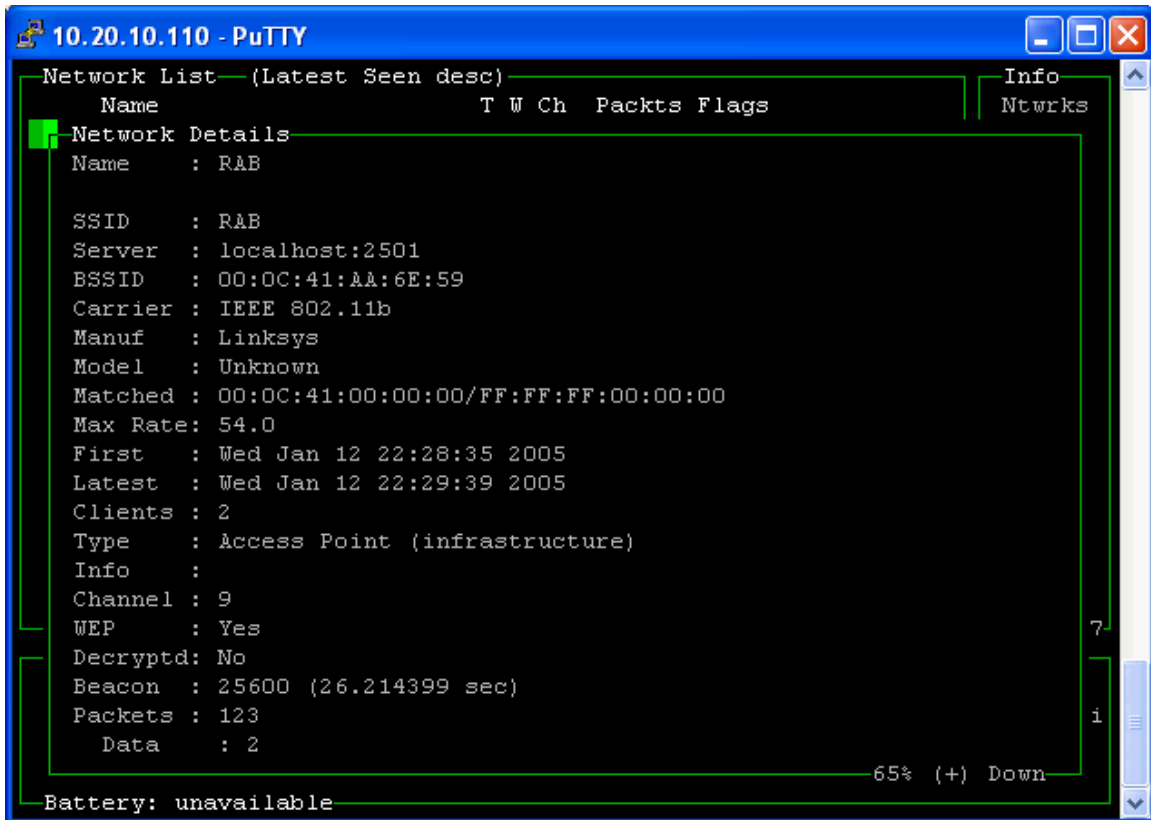 10.20.10.110 - PuTTY
Network List (Latest Seen desc) Info
Name T W Ch Packts Flags Ntwrks
Network Details
Name : RAB
SSID : RAB
Server : localhost:2501
BSSID : 00:0C:41:AA:6E:59
Carrier : IEEE 802.11b
Manuf : Linksys
Model : Unknown
Matched : 00:0C:41:00:00:00/FF:FF:FF:00:00:00
Max Rate: 54.0
First : Wed Jan 12 22:28:35 2005
Latest : Wed Jan 12 22:29:39 2005
Clients : 2
Type : Access Point (infrastructure)
Info :
Channel : 9
WEP : Yes 7
Decryptd: No
Beacon : 25600 (26.214399 sec)
Packets : 123 i
Data : 2
65% (+) Down
Battery: unavailable